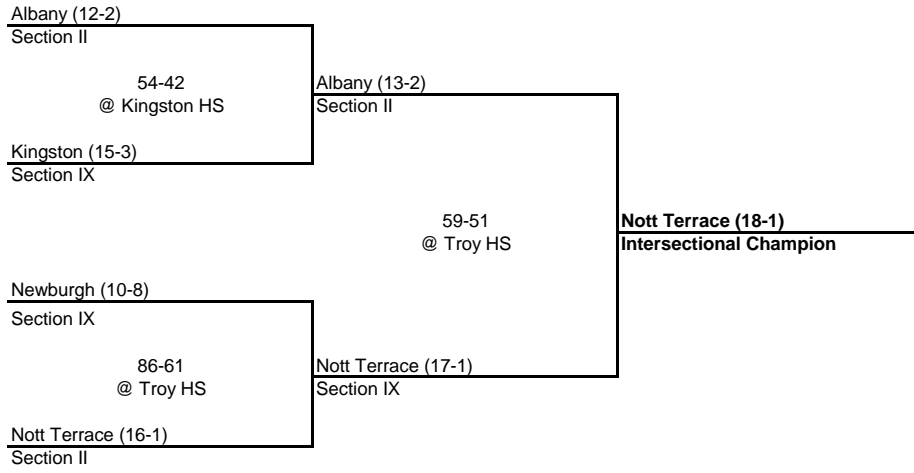 Albany (12-2)
Section II
54-42
@ Kingston HS
Albany (13-2)
Section II
Kingston (15-3)
Section IX
59-51
@ Troy HS
Nott Terrace (18-1)
Intersectional Champion
Newburgh (10-8)
Section IX
86-61
@ Troy HS
Nott Terrace (17-1)
Section IX
Nott Terrace (16-1)
Section II